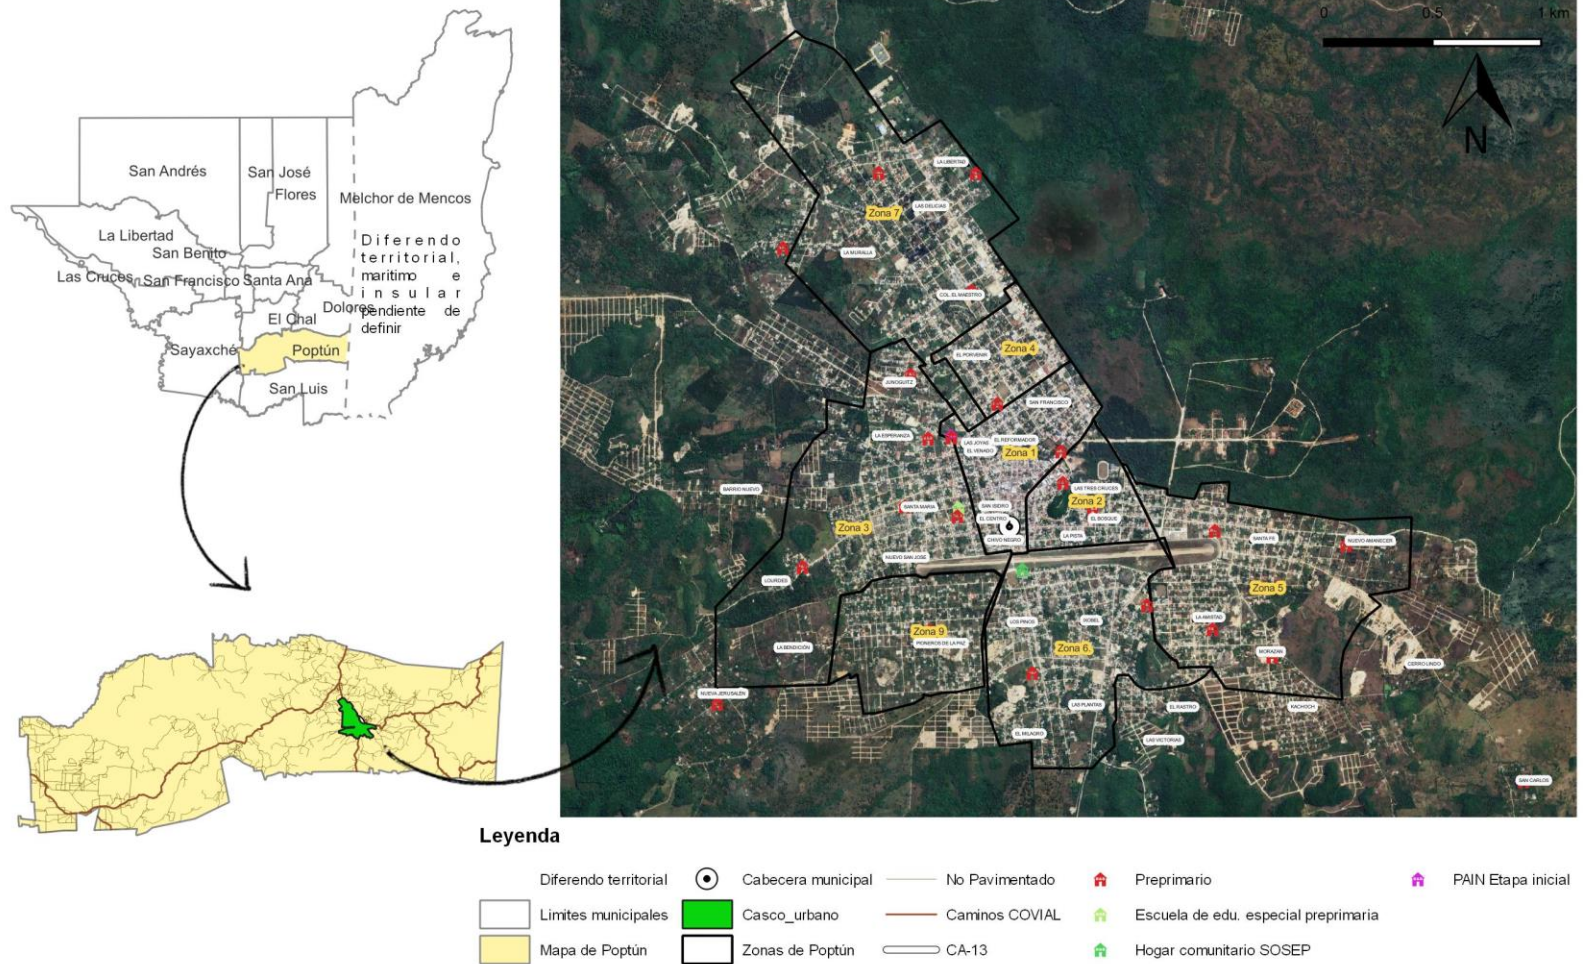 San Andrés
San José
Flores
Melchor de Mencos
La Libertad
San Benito
Las Cruces
San Francisco
Santa Ana
Diferendo
territorial,
maritimo e
insular
pendiente de
definir
Dolores
El Chal
Sayaxché
Poptún
San Luis
0 0.5 1 km
N
LA LIBERTAD
LAS DELICIAS
Zona 7
LA MURALLA
COL. EL MAESTRO
Zona 4
EL PORVENIR
JUNOQUITZ
SAN FRANCISCO
LA ESPERANZA
LAS JOYAS
EL REFORMADOR
EL VENADO
Zona 1
BARRIO NUEVO
LAS TRES CRUCES
Zona 2
SANTA MARIA
SAN ISIDRO
EL CENTRO
EL BOSQUE
Zona 3
CHIVO NEGRO
LA PISTA
SANTA FE
NUEVO AMANECER
NUEVO SAN JOSE
LOURDES
Zona 5
LOS PINOS
NOBEL
LA AMISTAD
Zona 9
PIONEROS DE LA PAZ
LA BENDICIÓN
Zona 6.
MORAZAN
CERRO LINDO
NUEVA JERUSALÉN
LAS PLANTAS
EL RASTRO
KACHOCH
EL MILAGRO
LAS VICTORIAS
SAN CARLOS
Leyenda
Diferendo territorial
Cabecera municipal
No Pavimentado
Preprimario
PAIN Etapa inicial
Limites municipales
Casco_urbano
Caminos COVIAL
Escuela de edu. especial preprimaria
Mapa de Poptún
Zonas de Poptún
CA-13
Hogar comunitario SOSEP